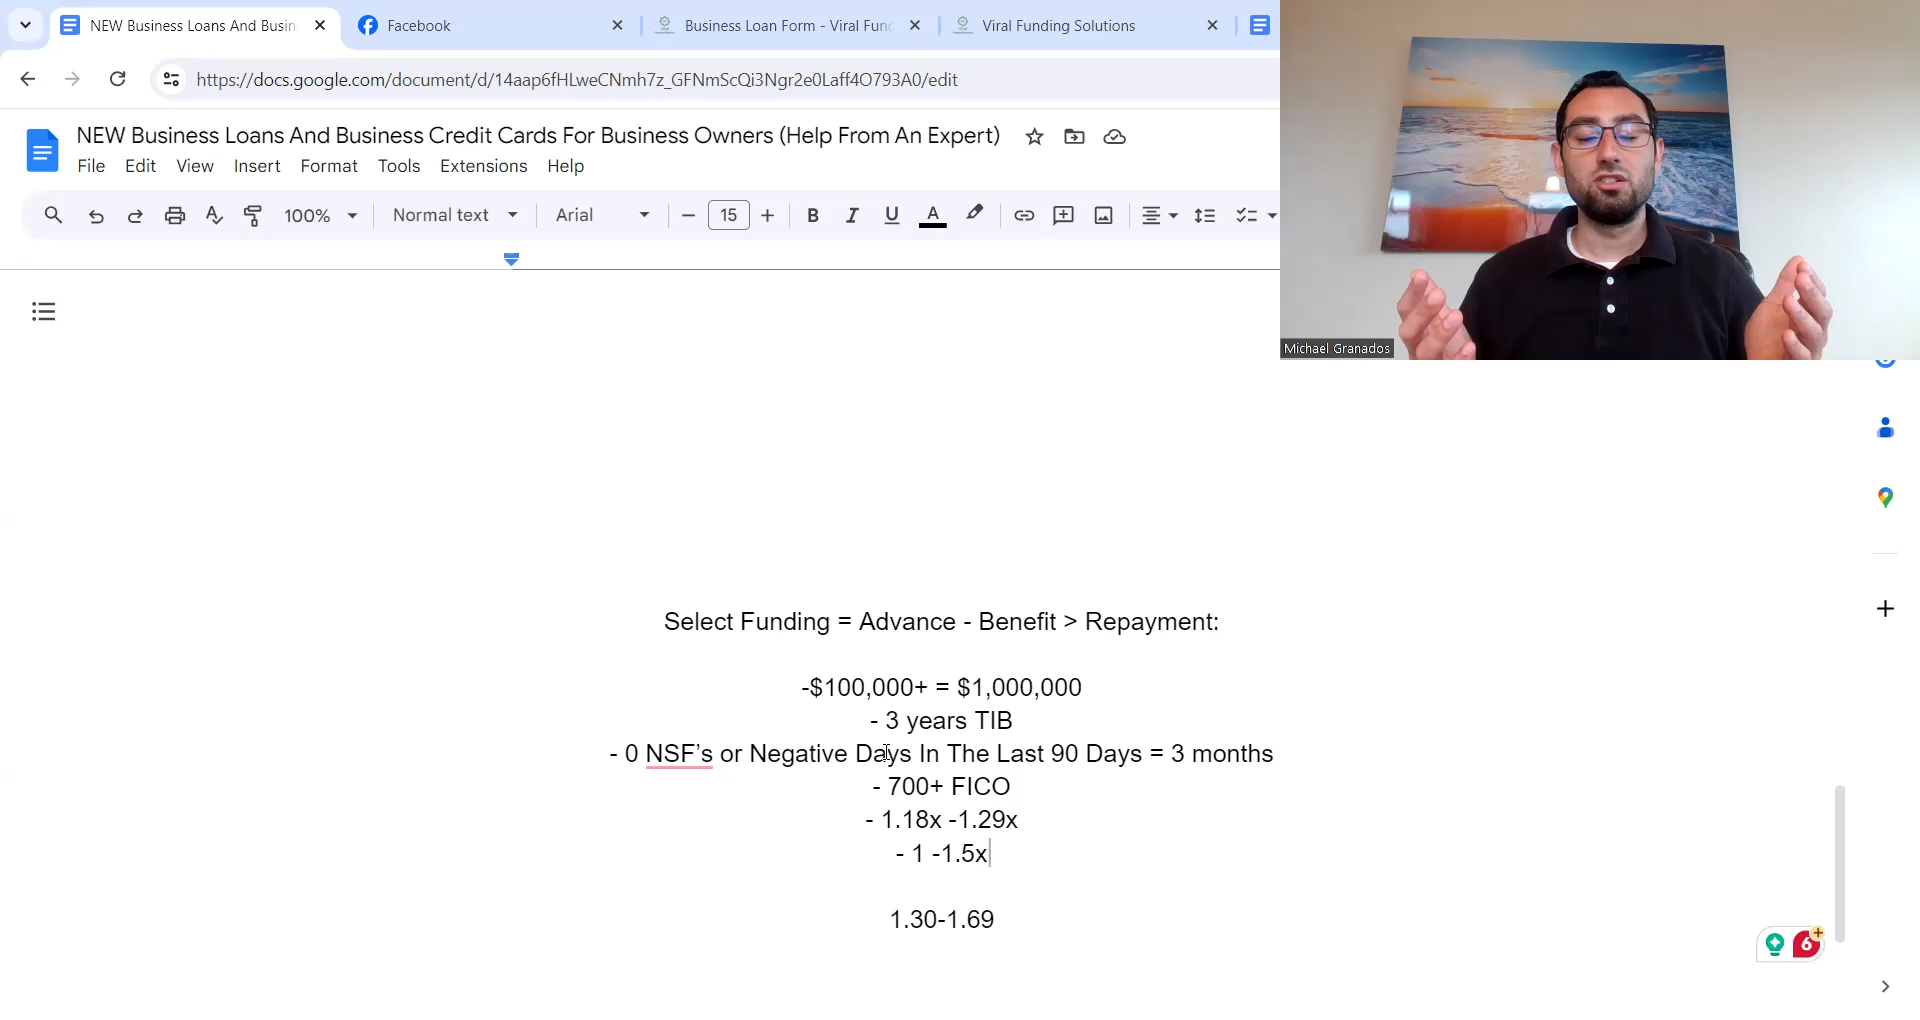 NEW Business Loans And Busin
Facebook
Business Loan Form - Viral Func
Viral Funding Solutions
https://docs.google.com/document/d/14aap6fHLweCNmh7z_GFNmScQi3Ngr2e0Laff4O793A0/edit
NEW Business Loans And Business Credit Cards For Business Owners (Help From An Expert)
File Edit View Insert Format Tools Extensions Help
100% Normal text Arial 15 B I U A
Michael Granados
Select Funding = Advance - Benefit > Repayment:
-$100,000+ = $1,000,000
- 3 years TIB
- 0 NSF’s or Negative Days In The Last 90 Days = 3 months
- 700+ FICO
- 1.18x -1.29x
- 1 -1.5x
1.30-1.69
6